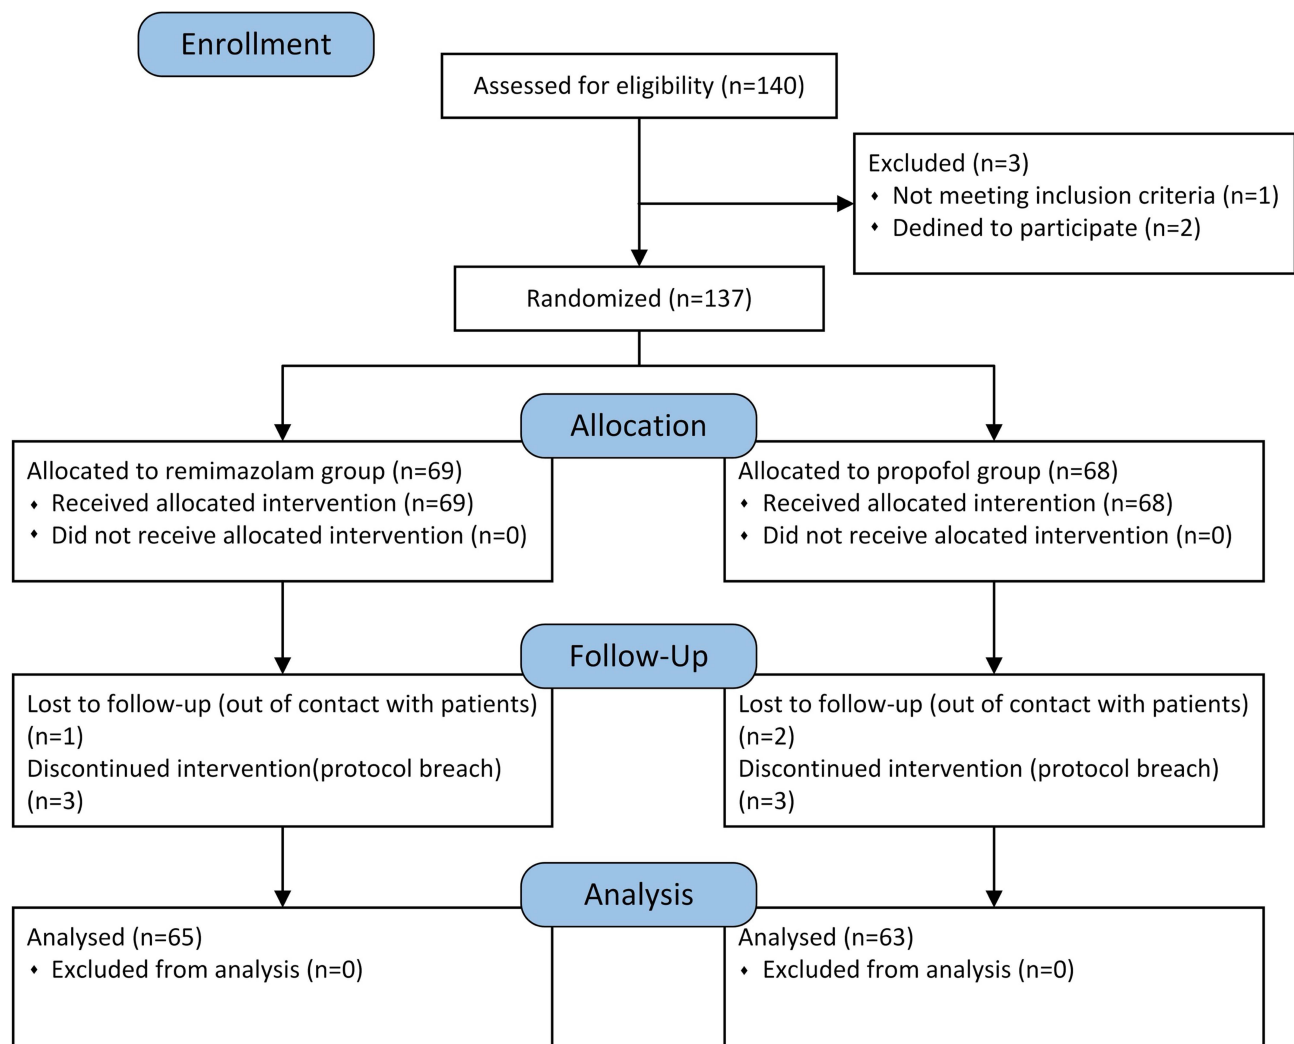 Enrollment
Assessed for eligibility (n=140)
Excluded (n=3)
⬧ Not meeting inclusion criteria (n=1)
⬧ Dedined to participate (n=2)
Randomized (n=137)
Allocation
Allocated to remimazolam group (n=69)
⬧ Received allocated intervention (n=69)
⬧ Did not receive allocated intervention (n=0)
Allocated to propofol group (n=68)
⬧ Received allocated interention (n=68)
⬧ Did not receive alocated intervention (n=0)
Follow-Up
Lost to follow-up (out of contact with patients)
(n=1)
Discontinued intervention(protocol breach)
(n=3)
Lost to follow-up (out of contact with patients)
(n=2)
Discontinued intervention (protocol breach)
(n=3)
Analysis
Analysed (n=65)
⬧ Excluded from analysis (n=0)
Analysed (n=63)
⬧ Excluded from analysis (n=0)